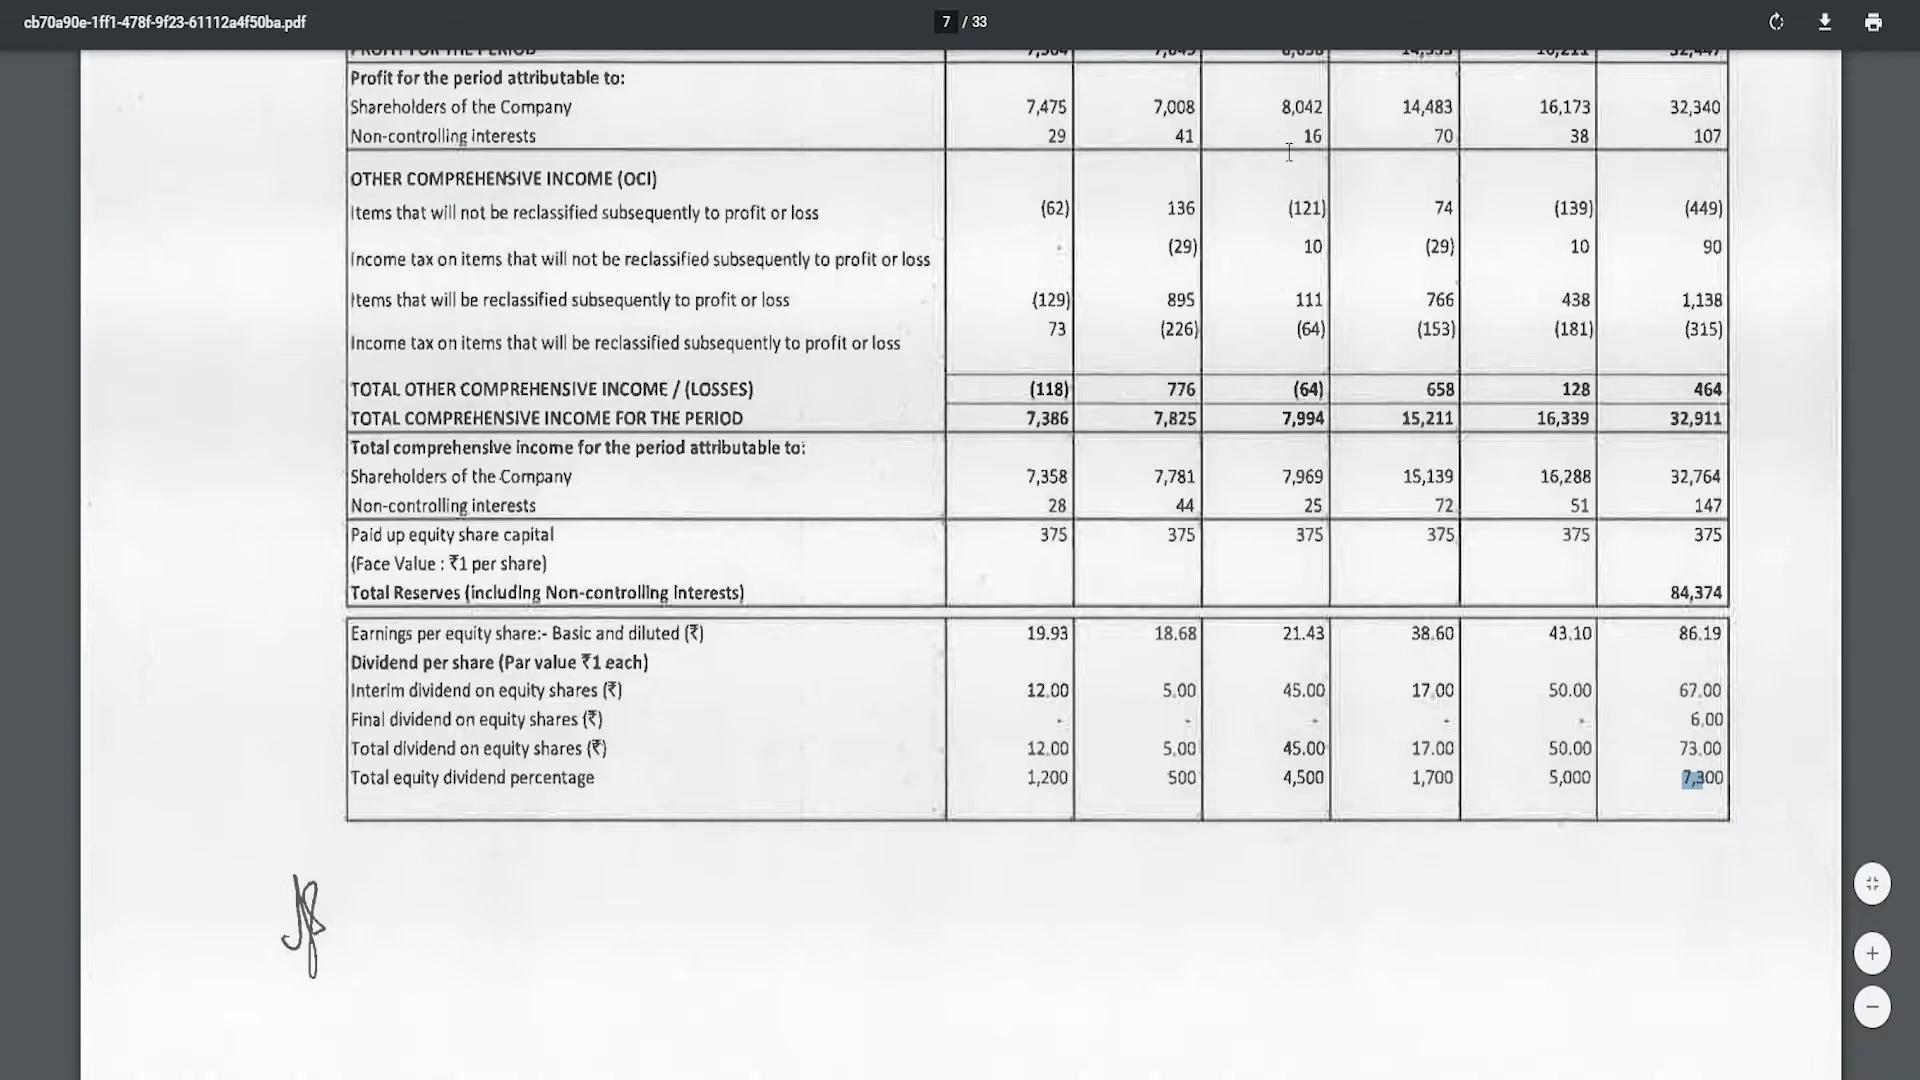 cb70a90e-1ff1-478f-9f23-61112a4f50ba.pdf 7 / 33
PROFIT FOR THE PERIOD
Profit for the period attributable to:
Shareholders of the Company 7,475 7,008 8,042 14,483 16,173 32,340
Non-controlling interests 29 41 16 70 38 107
OTHER COMPREHENSIVE INCOME (OCI)
Items that will not be reclassified subsequently to profit or loss (62) 136 (121) 74 (139) (449)
Income tax on items that will not be reclassified subsequently to profit or loss - (29) 10 (29) 10 90
Items that will be reclassified subsequently to profit or loss (129) 895 111 766 438 1,138
Income tax on items that will be reclassified subsequently to profit or loss 73 (226) (64) (153) (181) (315)
TOTAL OTHER COMPREHENSIVE INCOME / (LOSSES) (118) 776 (64) 658 128 464
TOTAL COMPREHENSIVE INCOME FOR THE PERIOD 7,386 7,825 7,994 15,211 16,339 32,911
Total comprehensive income for the period attributable to:
Shareholders of the Company 7,358 7,781 7,969 15,139 16,288 32,764
Non-controlling interests 28 44 25 72 51 147
Paid up equity share capital 375 375 375 375 375 375
(Face Value : ₹1 per share)
Total Reserves (including Non-controlling interests) 84,374
Earnings per equity share:- Basic and diluted (₹) 19.93 18.68 21.43 38.60 43.10 86.19
Dividend per share (Par value ₹1 each)
Interim dividend on equity shares (₹) 12.00 5.00 45.00 17.00 50.00 67.00
Final dividend on equity shares (₹) - - - - - 6.00
Total dividend on equity shares (₹) 12.00 5.00 45.00 17.00 50.00 73.00
Total equity dividend percentage 1,200 500 4,500 1,700 5,000 7,300